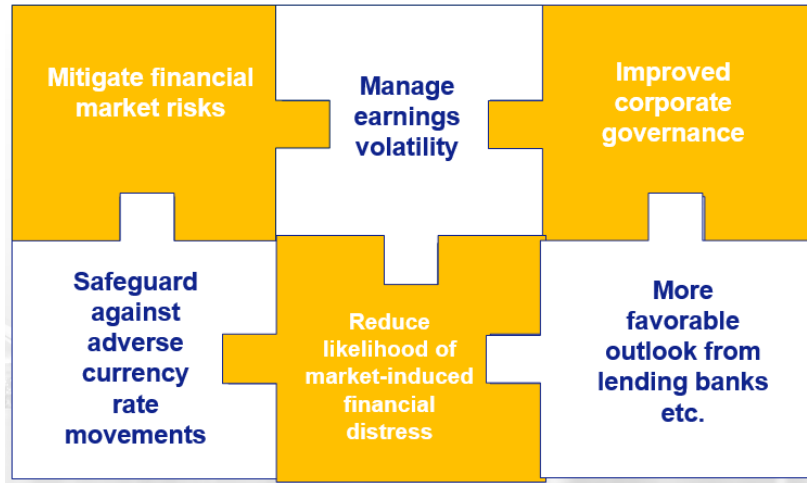 Mitigate financial
market risks
Manage
earnings
volatility
Improved
corporate
governance
Safeguard
against
adverse
currency
rate
movements
Reduce
likelihood of
market-induced
financial
distress
More
favorable
outlook from
lending banks
etc.